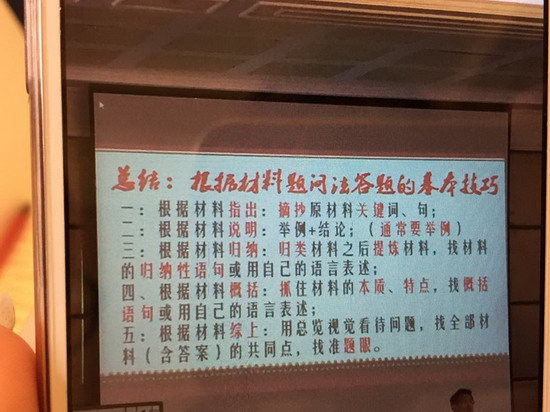 总结：根据材料题问法答题的基本技巧
一：根据材料指出：摘抄原材料关键词、句；
二：根据材料说明：举例+结论；（通常要举例）
三：根据材料归纳：归类材料之后提炼材料，找材料
的归纳性语句或用自己的语言表述；
四、根据材料概括：抓住材料的本质、特点，找概括
语句或用自己的语言表述；
五：根据材料综上：用总览视觉看待问题，找全部材
料（含答案）的共同点，找准题眼。